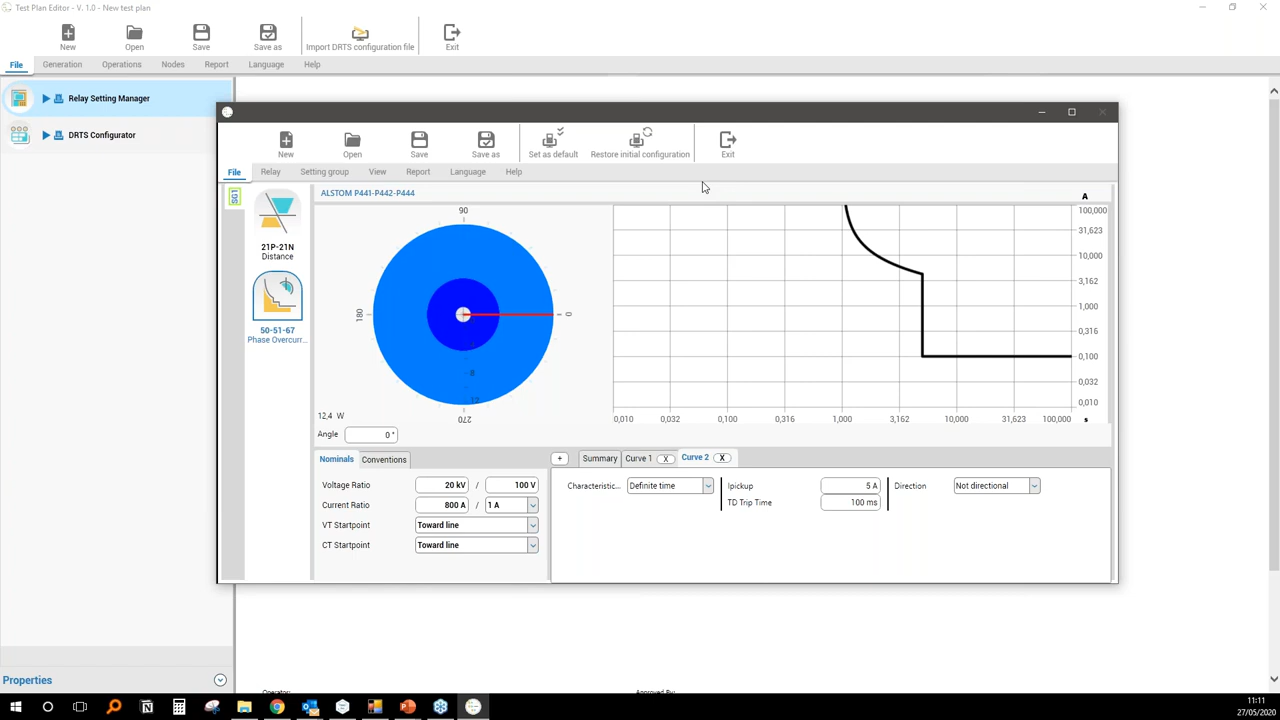 Test Plan Editor - V. 1.0 - New test plan
New
Open
Save
Save as
Import DRTS configuration file
Exit
File
Generation
Operations
Nodes
Report
Language
Help
Relay Setting Manager
DRTS Configurator
New
Open
Save
Save as
Set as default
Restore initial configuration
Exit
File
Relay
Setting group
View
Report
Language
Help
SG1
ALSTOM P441-P442-P444
21P-21N
Distance
50-51-67
Phase Overcurr...
90
180
0
270
8
12
12,4 W
Angle
0 °
A
100,000
31,623
10,000
3,162
1,000
0,316
0,100
0,032
0,010
0,010
0,032
0,100
0,316
1,000
3,162
10,000
31,623
100,000
s
Nominals
Conventions
Voltage Ratio
20 kV / 100 V
Current Ratio
800 A / 1 A
VT Startpoint
Toward line
CT Startpoint
Toward line
+
Summary
Curve 1 X
Curve 2 X
Characteristic...
Definite time
Ipickup
5 A
TD Trip Time
100 ms
Direction
Not directional
Properties
Operator:
Approved By:
11:11
27/05/2020